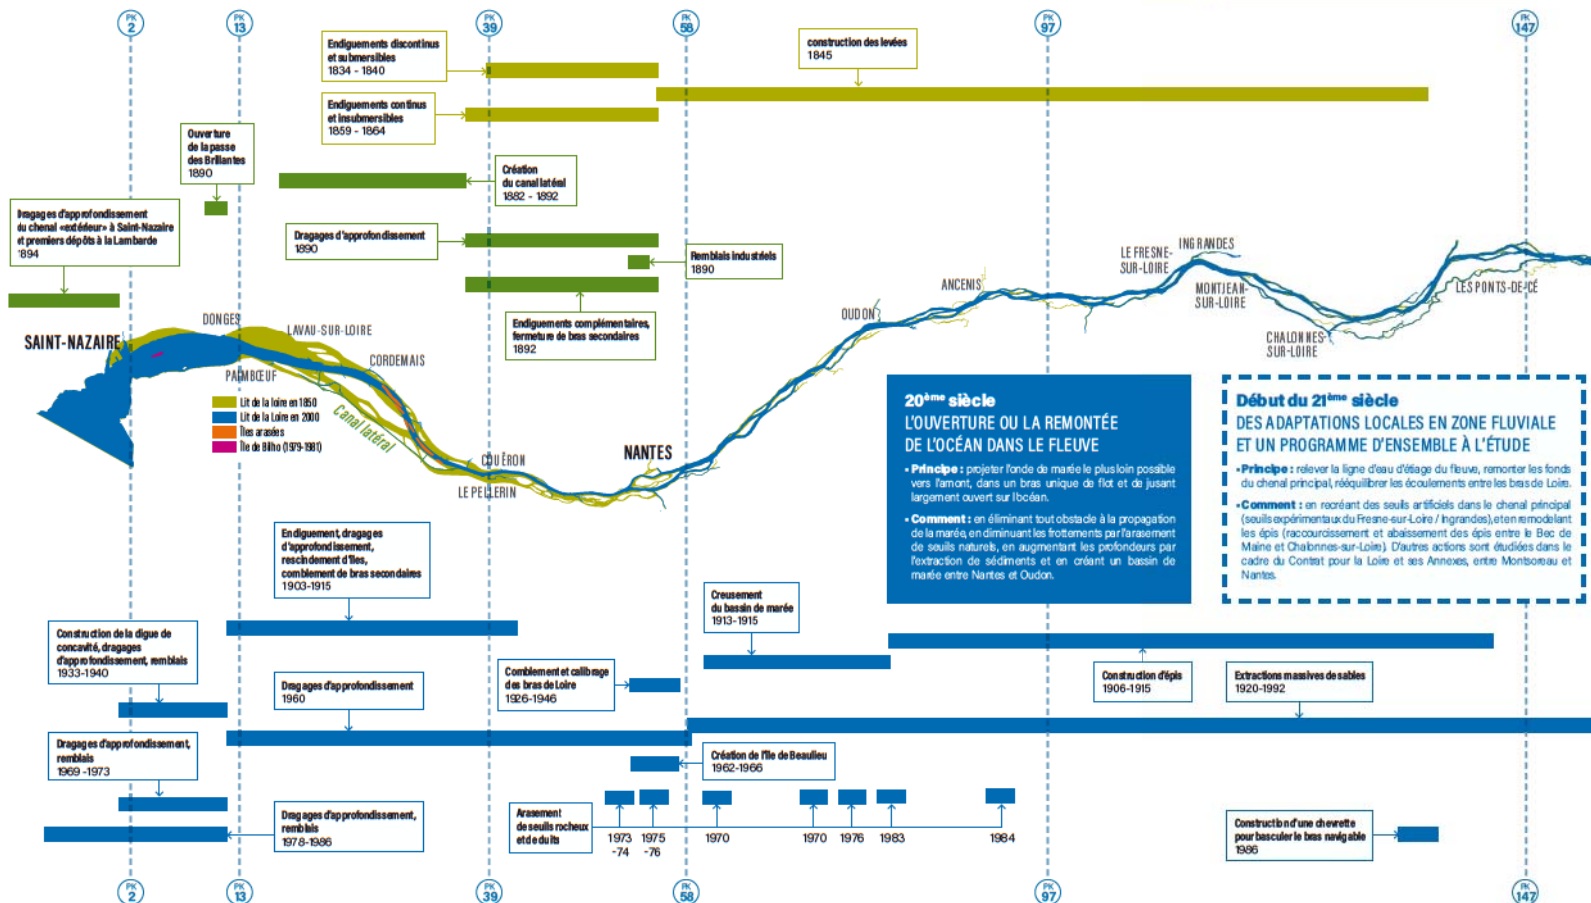 PK
2
PK
13
PK
39
PK
58
PK
97
PK
147
Endiguements discontinus
et submersibles
1834 - 1840
construction des levées
1845
Endiguements continus
et insubmersibles
1859 - 1864
Ouverture
de la passe
des Brillantes
1890
Création
du canal latéral
1882 - 1892
Dragages d'approfondissement
du chenal «extérieur» à Saint-Nazaire
et premiers dépôts à la Lambarde
1894
Dragages d'approfondissement
1890
Remblais industriels
1890
Endiguements complémentaires,
fermeture de bras secondaires
1892
SAINT-NAZAIRE
DONGES
LAVAU-SUR-LOIRE
CORDEMAIS
PAIMBŒUF
Canal latéral
COUËRON
LE PELLERIN
NANTES
OUDON
ANCENIS
LE FRESNE-
SUR-LOIRE
INGRANDES
MONTJEAN-
SUR-LOIRE
CHALONNES-
SUR-LOIRE
LES PONTS-DE-CÉ
Lit de la loire en 1850
Lit de la Loire en 2000
Îles arasées
Île de Bilho (1979-1981)
20ème siècle
L'OUVERTURE OU LA REMONTÉE
DE L'OCÉAN DANS LE FLEUVE
• Principe : projeter l'onde de marée le plus loin possible
vers l'amont, dans un bras unique de flot et de jusant
largement ouvert sur l'océan.
• Comment : en éliminant tout obstacle à la propagation
de la marée, en diminuant les frottements par l'arasement
de seuils naturels, en augmentant les profondeurs par
l'extraction de sédiments et en créant un bassin de
marée entre Nantes et Oudon.
Début du 21ème siècle
DES ADAPTATIONS LOCALES EN ZONE FLUVIALE
ET UN PROGRAMME D'ENSEMBLE À L'ÉTUDE
• Principe : relever la ligne d'eau d'étiage du fleuve, remonter les fonds
du chenal principal, rééquilibrer les écoulements entre les bras de Loire.
• Comment : en recréant des seuils artificiels dans le chenal principal
(seuils expérimentaux du Fresne-sur-Loire / Ingrandes), et en remodelant
les épis (raccourcissement et abaissement des épis entre le Bec de
Maine et Chalonnes-sur-Loire). D'autres actions sont étudiées dans le
cadre du Contrat pour la Loire et ses Annexes, entre Montsoreau et
Nantes.
Endiguement, dragages
d'approfondissement,
rescindement d'îles,
comblement de bras secondaires
1903-1915
Construction de la digue de
concavité, dragages
d'approfondissement, remblais
1933-1940
Dragages d'approfondissement
1960
Comblement et calibrage
des bras de Loire
1926-1946
Creusement
du bassin de marée
1913-1915
Construction d'épis
1906-1915
Extractions massives de sables
1920-1992
Dragages d'approfondissement,
remblais
1969 -1973
Création de l'île de Beaulieu
1962-1966
Dragages d'approfondissement,
remblais
1978-1986
Arasement
de seuils rocheux
et de duits
1973
-74
1975
-76
1970
1970
1976
1983
1984
Construction d'une chevrette
pour basculer le bras navigable
1986
PK
2
PK
13
PK
39
PK
58
PK
97
PK
147